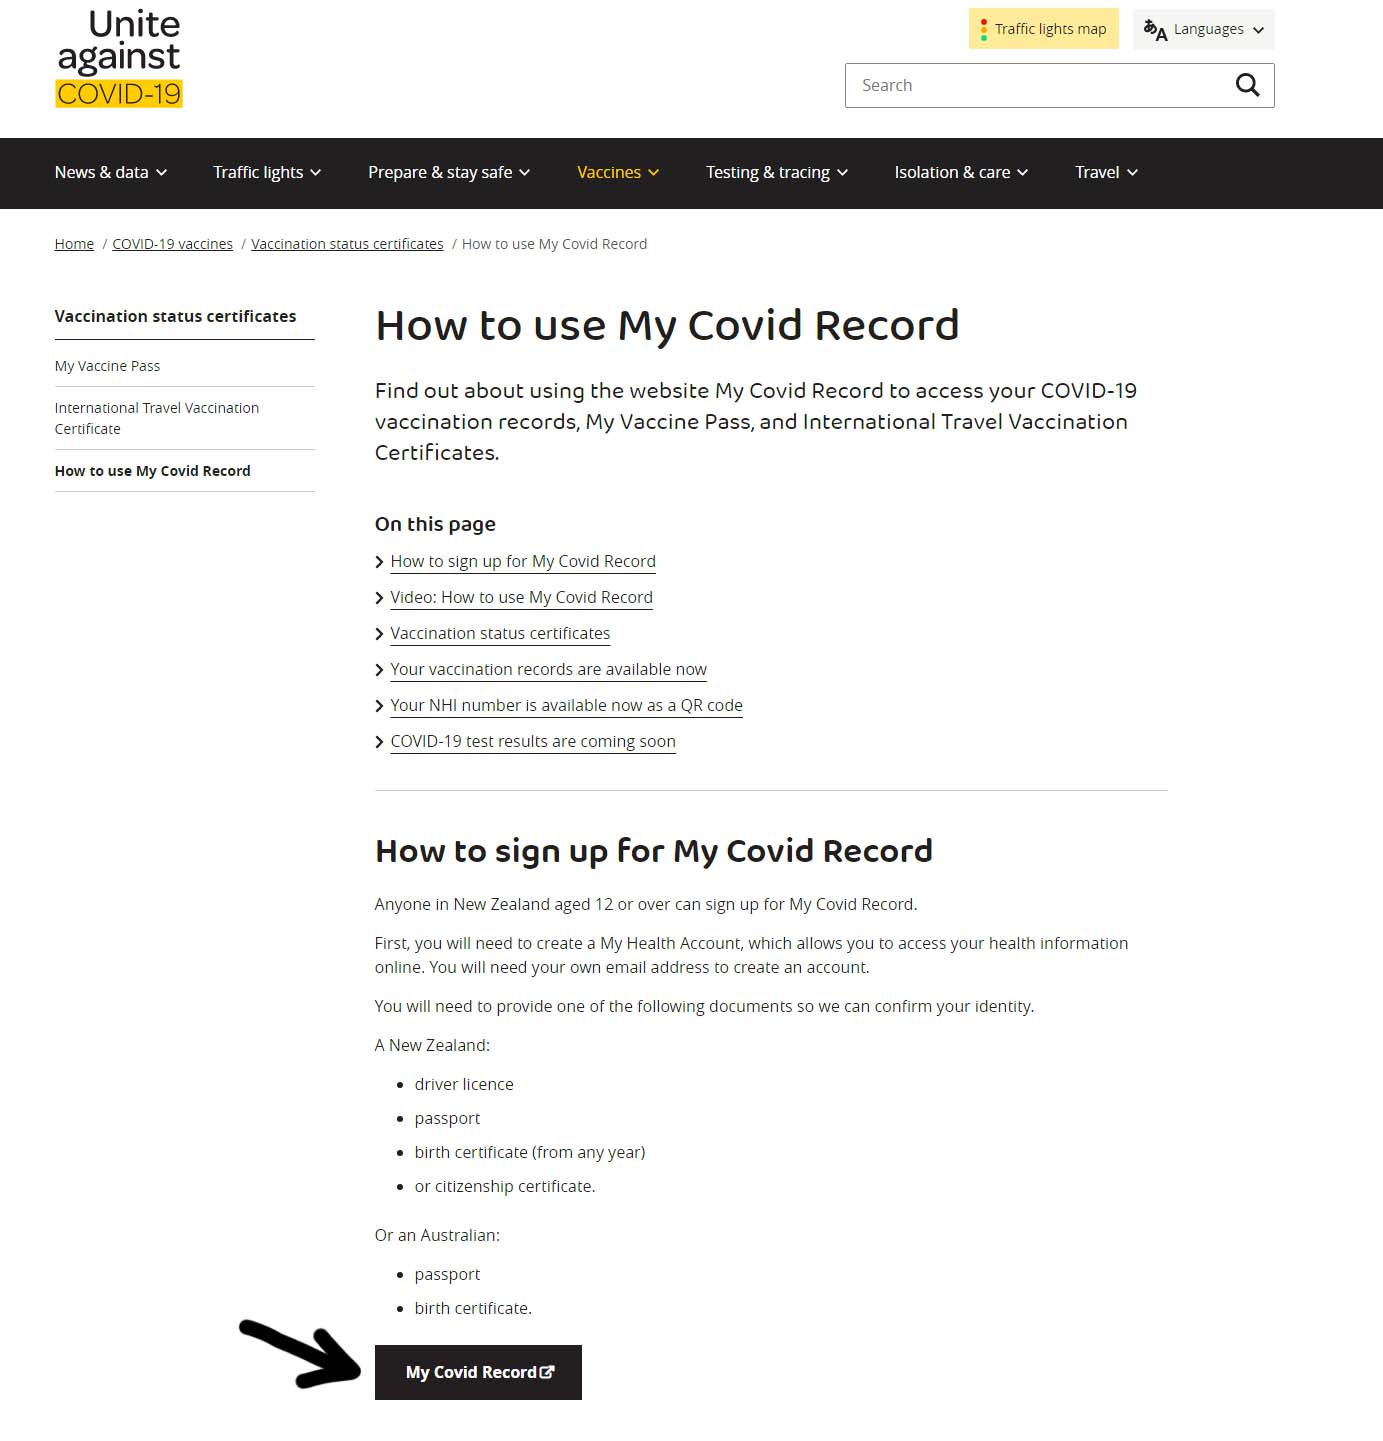 Unite
against
COVID-19
Traffic lights map
Languages
Search
News & data
Traffic lights
Prepare & stay safe
Vaccines
Testing & tracing
Isolation & care
Travel
Home / COVID-19 vaccines / Vaccination status certificates / How to use My Covid Record
Vaccination status certificates
My Vaccine Pass
International Travel Vaccination
Certificate
How to use My Covid Record
How to use My Covid Record
Find out about using the website My Covid Record to access your COVID-19
vaccination records, My Vaccine Pass, and International Travel Vaccination
Certificates.
On this page
How to sign up for My Covid Record
Video: How to use My Covid Record
Vaccination status certificates
Your vaccination records are available now
Your NHI number is available now as a QR code
COVID-19 test results are coming soon
How to sign up for My Covid Record
Anyone in New Zealand aged 12 or over can sign up for My Covid Record.
First, you will need to create a My Health Account, which allows you to access your health information
online. You will need your own email address to create an account.
You will need to provide one of the following documents so we can confirm your identity.
A New Zealand:
• driver licence
• passport
• birth certificate (from any year)
• or citizenship certificate.
Or an Australian:
• passport
• birth certificate.
My Covid Record